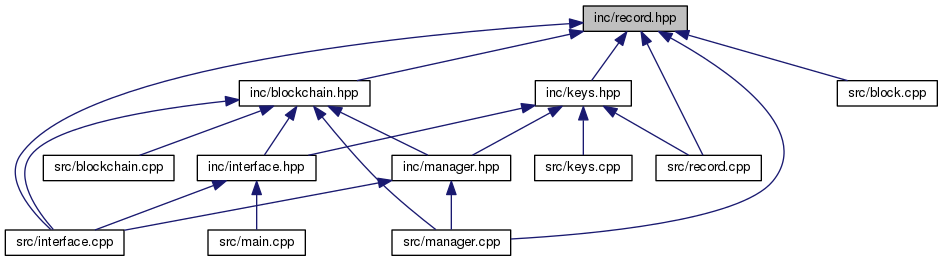 inc/record.hpp
inc/blockchain.hpp
inc/keys.hpp
src/block.cpp
src/blockchain.cpp
inc/interface.hpp
inc/manager.hpp
src/keys.cpp
src/record.cpp
src/interface.cpp
src/main.cpp
src/manager.cpp